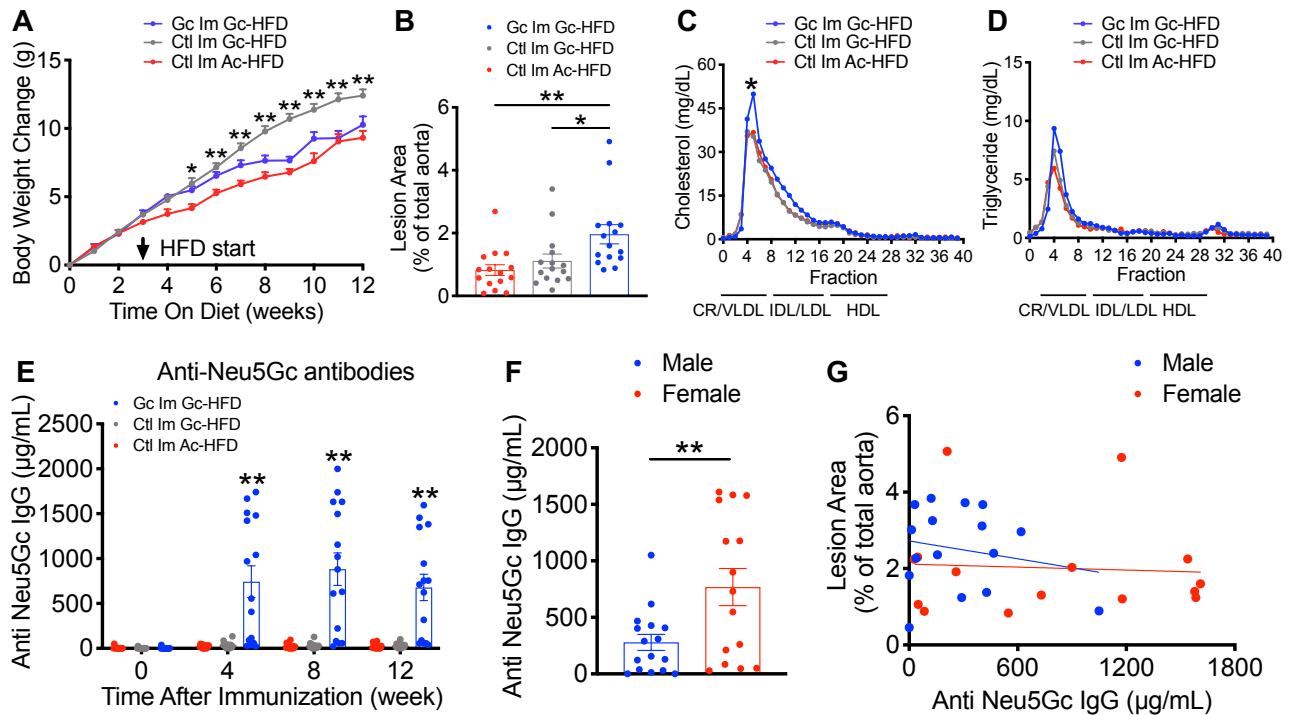 A
Gc Im Gc-HFD
Ctl Im Gc-HFD
Ctl Im Ac-HFD
Body Weight Change (g)
15
10
5
0
* ** ** ** ** ** ** **
HFD start
0 2 4 6 8 10 12
Time On Diet (weeks)
B
Gc Im Gc-HFD
Ctl Im Gc-HFD
Ctl Im Ac-HFD
Lesion Area
(% of total aorta)
6
4
2
0
**
*
C
Gc Im Gc-HFD
Ctl Im Gc-HFD
Ctl Im Ac-HFD
Cholesterol (mg/dL)
60
45
30
15
0
*
0 4 8 12 16 20 24 28 32 36 40
Fraction
CR/VLDL IDL/LDL HDL
D
Gc Im Gc-HFD
Ctl Im Gc-HFD
Ctl Im Ac-HFD
Triglyceride (mg/dL)
15
10
5
0
0 4 8 12 16 20 24 28 32 36 40
Fraction
CR/VLDL IDL/LDL HDL
E
Anti-Neu5Gc antibodies
Gc Im Gc-HFD
Ctl Im Gc-HFD
Ctl Im Ac-HFD
Anti Neu5Gc IgG (µg/mL)
2500
2000
1500
1000
500
0
** ** **
0 4 8 12
Time After Immunization (week)
F
Male
Female
Anti Neu5Gc IgG (µg/mL)
2000
1500
1000
500
0
**
G
Male
Female
Lesion Area
(% of total aorta)
6
4
2
0
0 600 1200 1800
Anti Neu5Gc IgG (µg/mL)